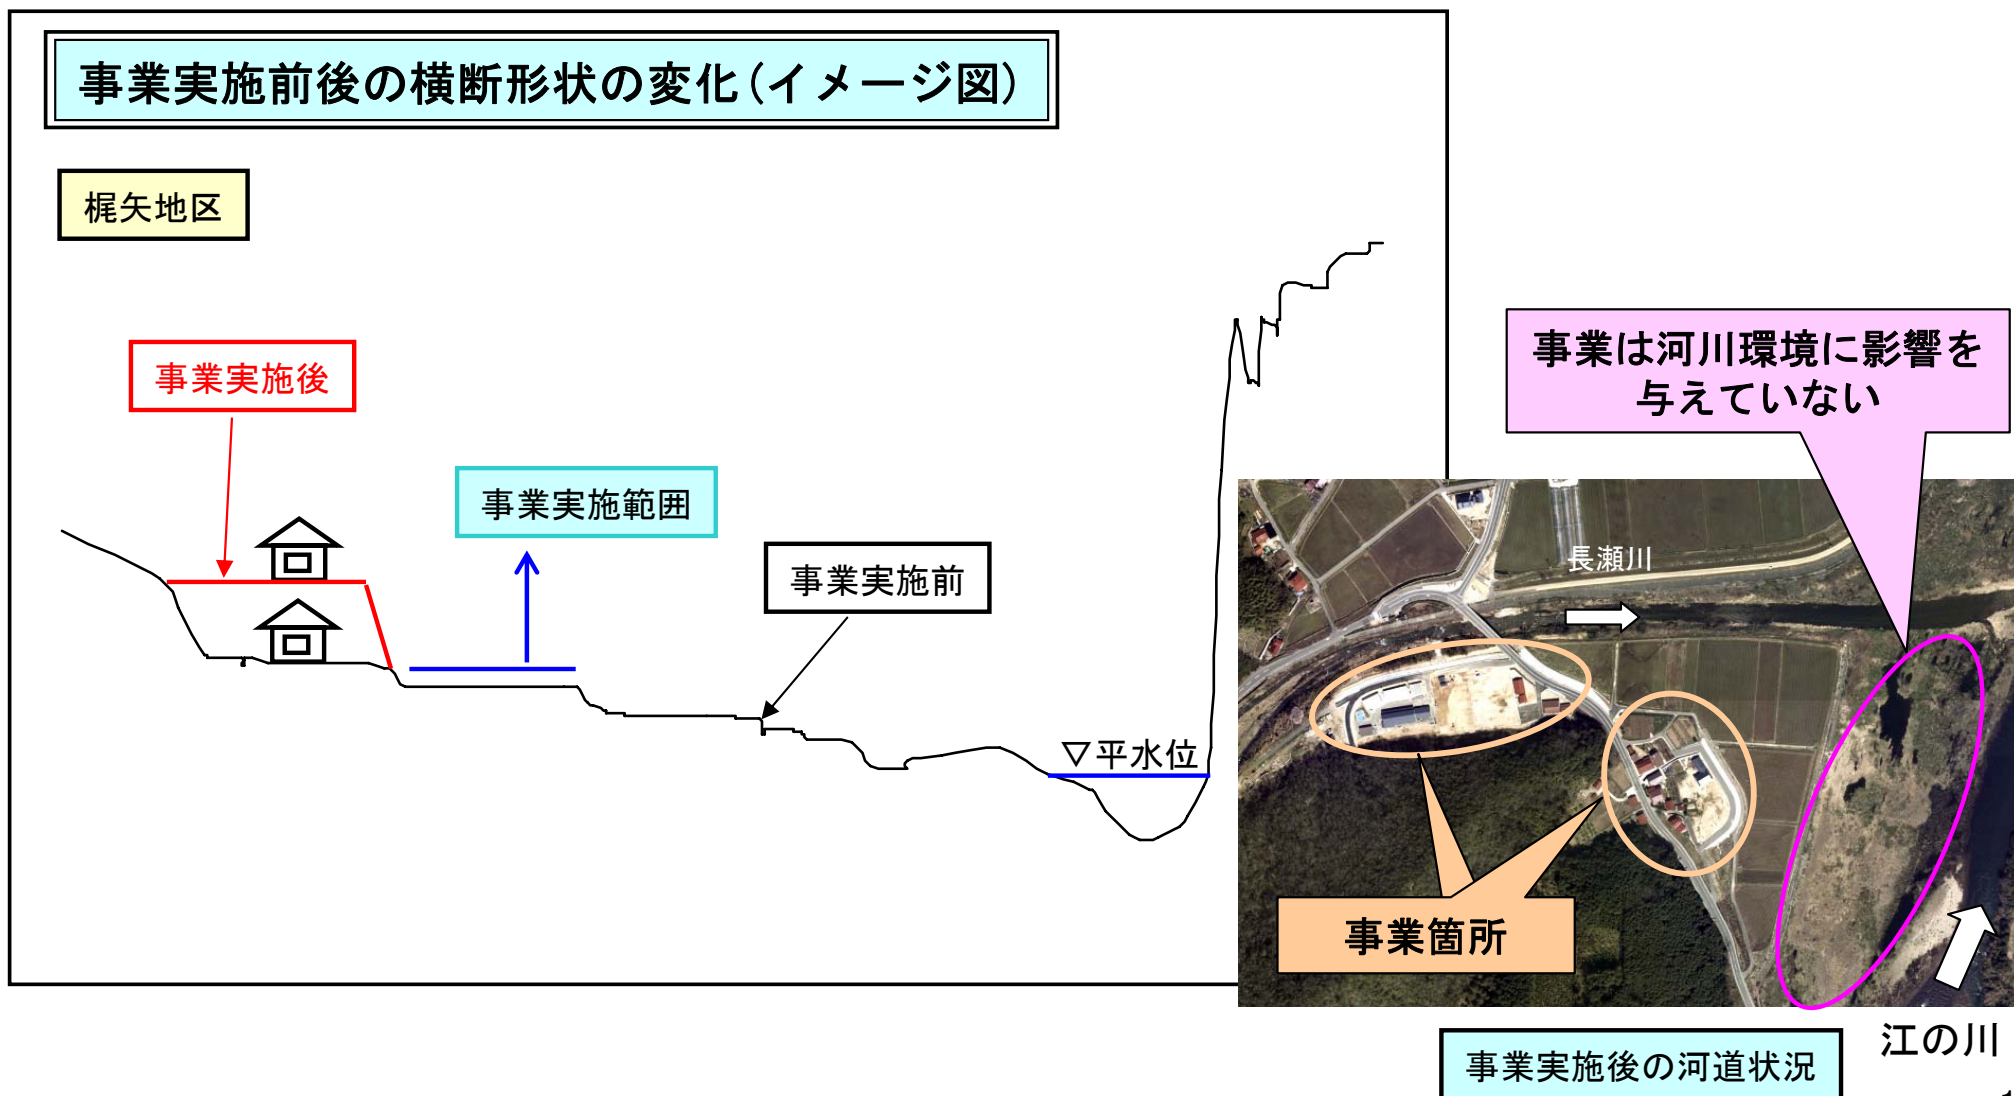 事業実施前後の横断形状の変化(イメージ図)
梶矢地区
事業実施後
事業実施範囲
事業実施前
▽平水位
事業は河川環境に影響を
与えていない
長瀬川
事業箇所
江の川
事業実施後の河道状況